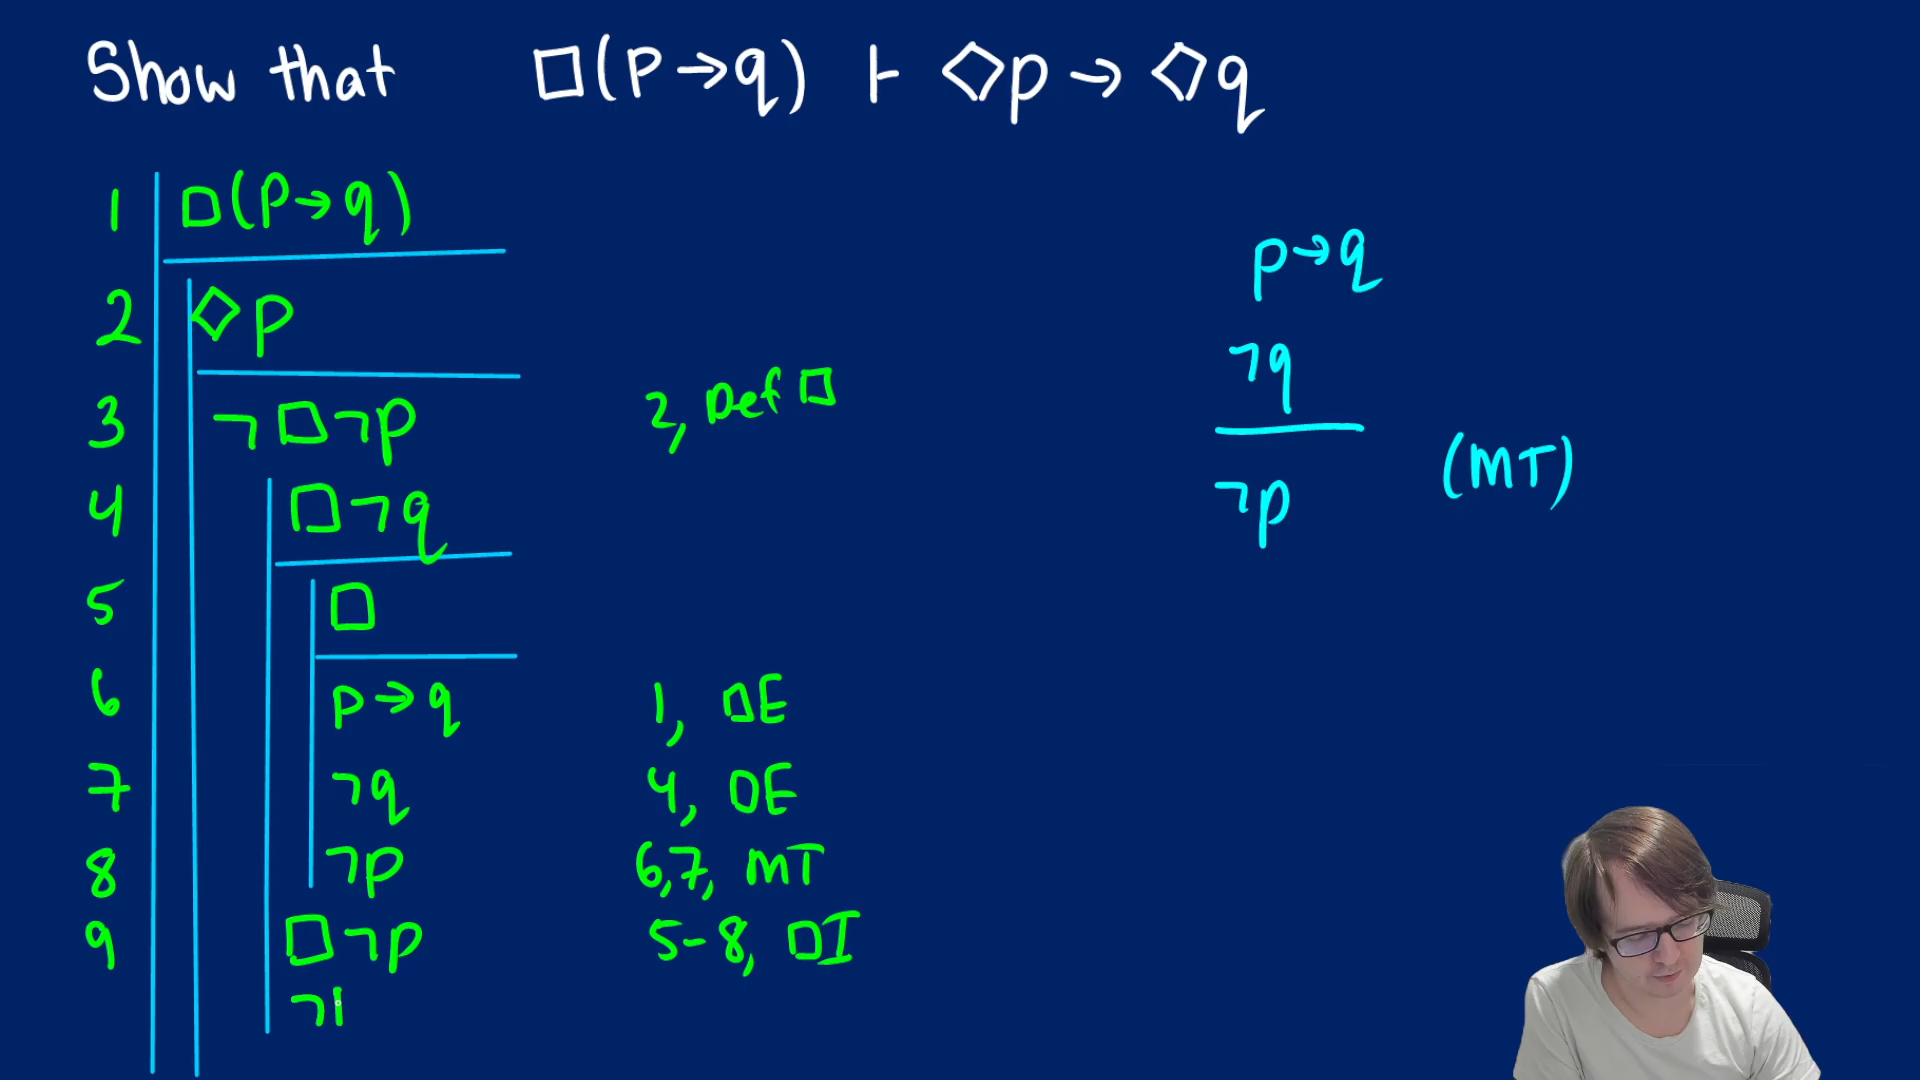 Show that □(P→q) ⊢ ◇p→◇q
1 □(P→q)
2 ◇p
3 ¬□¬p 2, Def □
4 □¬q
5 □
6 p→q 1, □E
7 ¬q 4, □E
8 ¬p 6,7, MT
9 □¬p 5-8, □I
¬
p→q
¬q
¬p (MT)